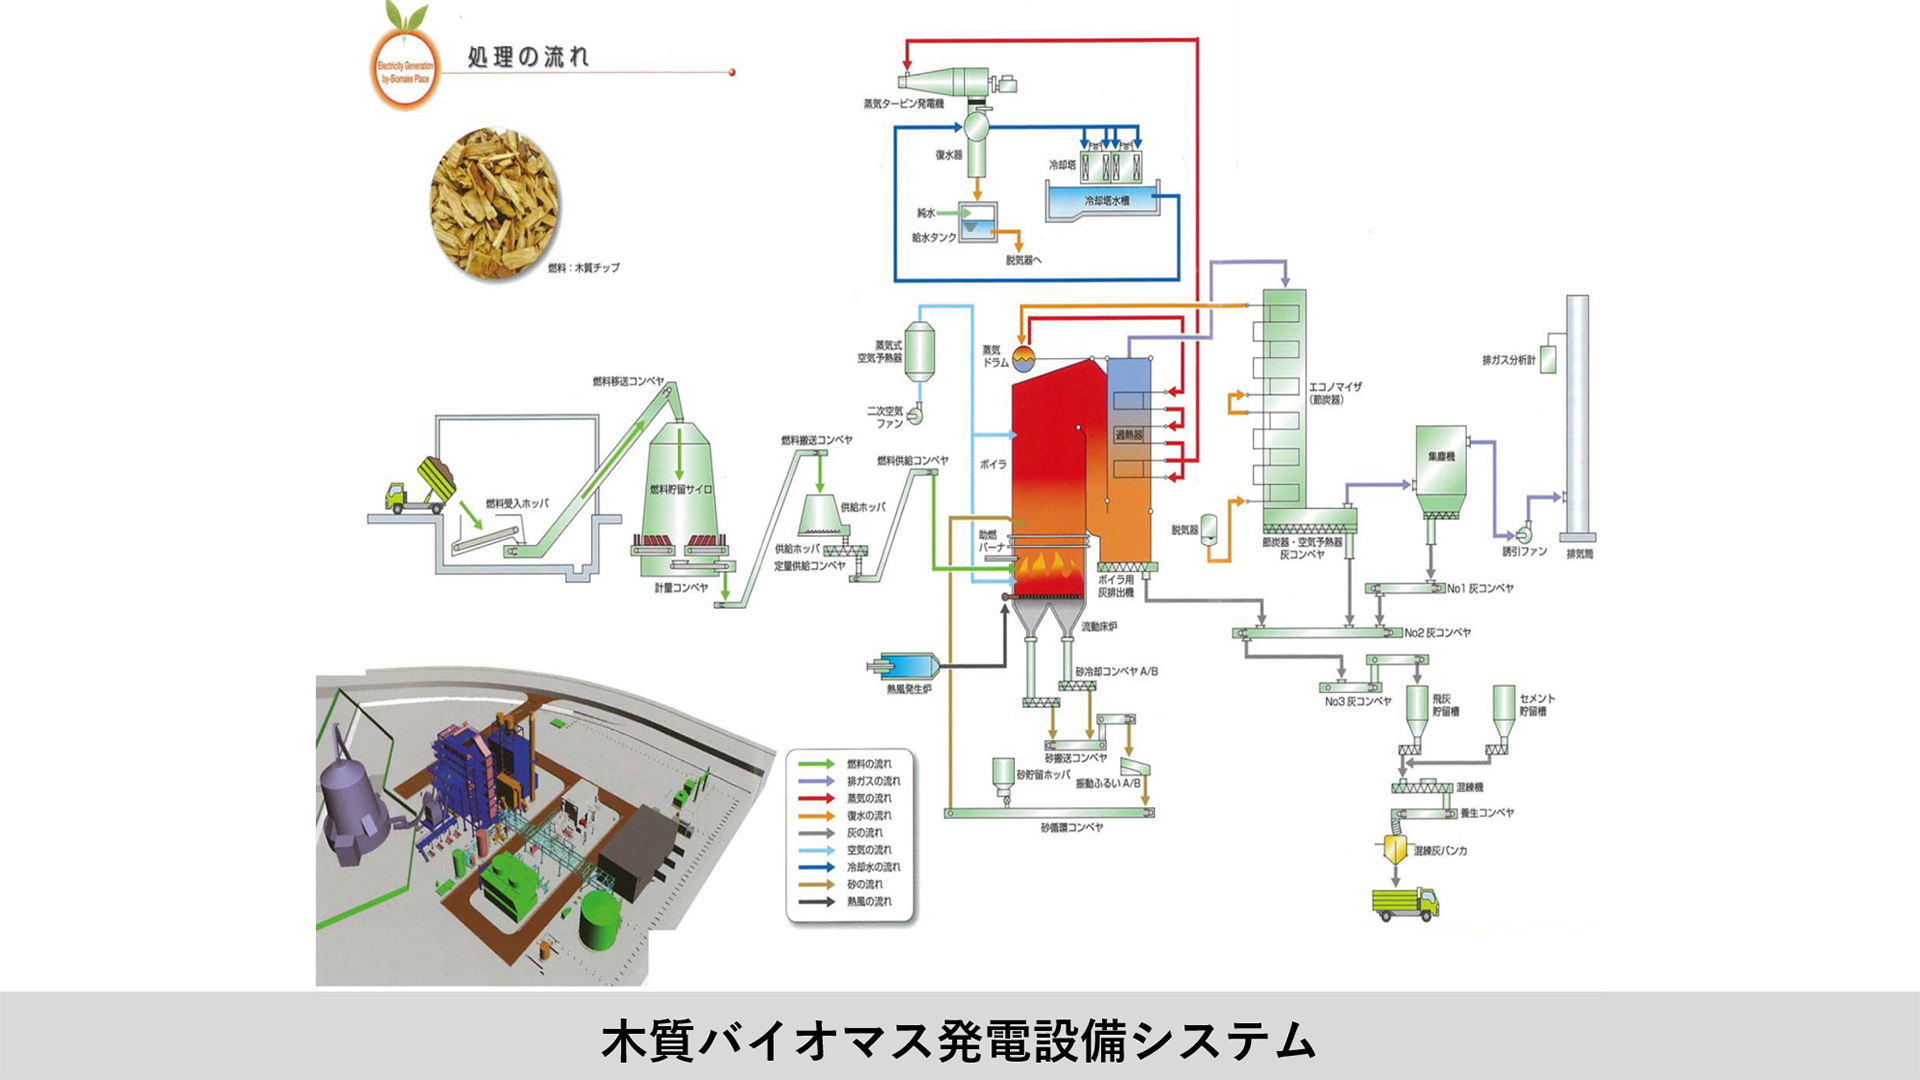 Electricity Generation
by-Biomass Place
処理の流れ
燃料：木質チップ
蒸気タービン発電機
復水器
冷却塔
冷却塔水槽
純水
給水タンク
脱気器へ
蒸気式
空気予熱器
二次空気
ファン
蒸気
ドラム
ボイラ
過熱器
エコノマイザ
（節炭器）
排ガス分析計
集塵機
誘引ファン
排気筒
燃料移送コンベヤ
燃料受入ホッパ
燃料貯留サイロ
計量コンベヤ
燃料搬送コンベヤ
供給ホッパ
供給ホッパ
定量供給コンベヤ
燃料供給コンベヤ
助燃
バーナ
脱気器
節炭器・空気予熱器
灰コンベヤ
ボイラ用
灰排出機
流動床炉
熱風発生炉
砂冷却コンベヤ A/B
砂搬送コンベヤ
砂貯留ホッパ
振動ふるい A/B
砂循環コンベヤ
No1 灰コンベヤ
No2 灰コンベヤ
No3 灰コンベヤ
飛灰
貯留槽
セメント
貯留槽
混練機
養生コンベヤ
混練灰バンカ
燃料の流れ
排ガスの流れ
蒸気の流れ
復水の流れ
灰の流れ
空気の流れ
冷却水の流れ
砂の流れ
熱風の流れ
木質バイオマス発電設備システム